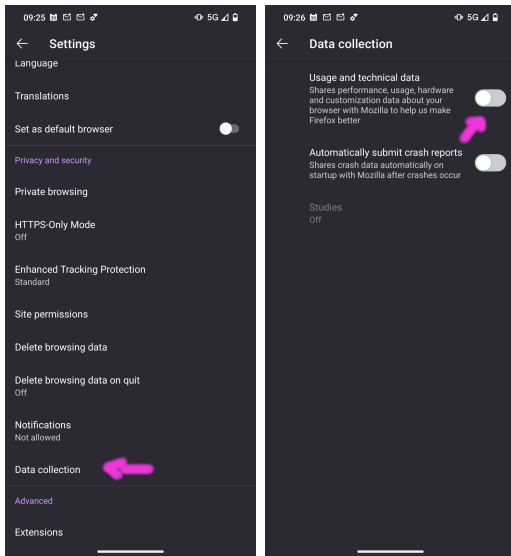 09:25
5G
Settings
Language
Translations
Set as default browser
Privacy and security
Private browsing
HTTPS-Only Mode
Off
Enhanced Tracking Protection
Standard
Site permissions
Delete browsing data
Delete browsing data on quit
Off
Notifications
Not allowed
Data collection
Advanced
Extensions
09:26
5G
Data collection
Usage and technical data
Shares performance, usage, hardware
and customization data about your
browser with Mozilla to help us make
Firefox better
Automatically submit crash reports
Shares crash data automatically on
startup with Mozilla after crashes occur
Studies
Off